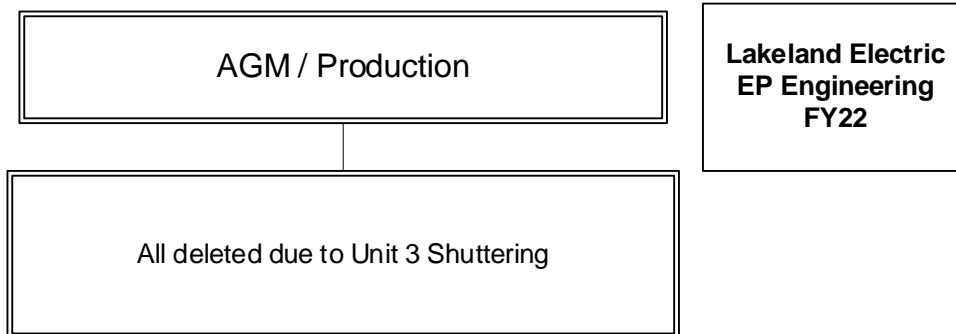 AGM / Production
Lakeland Electric
EP Engineering
FY22
All deleted due to Unit 3 Shuttering